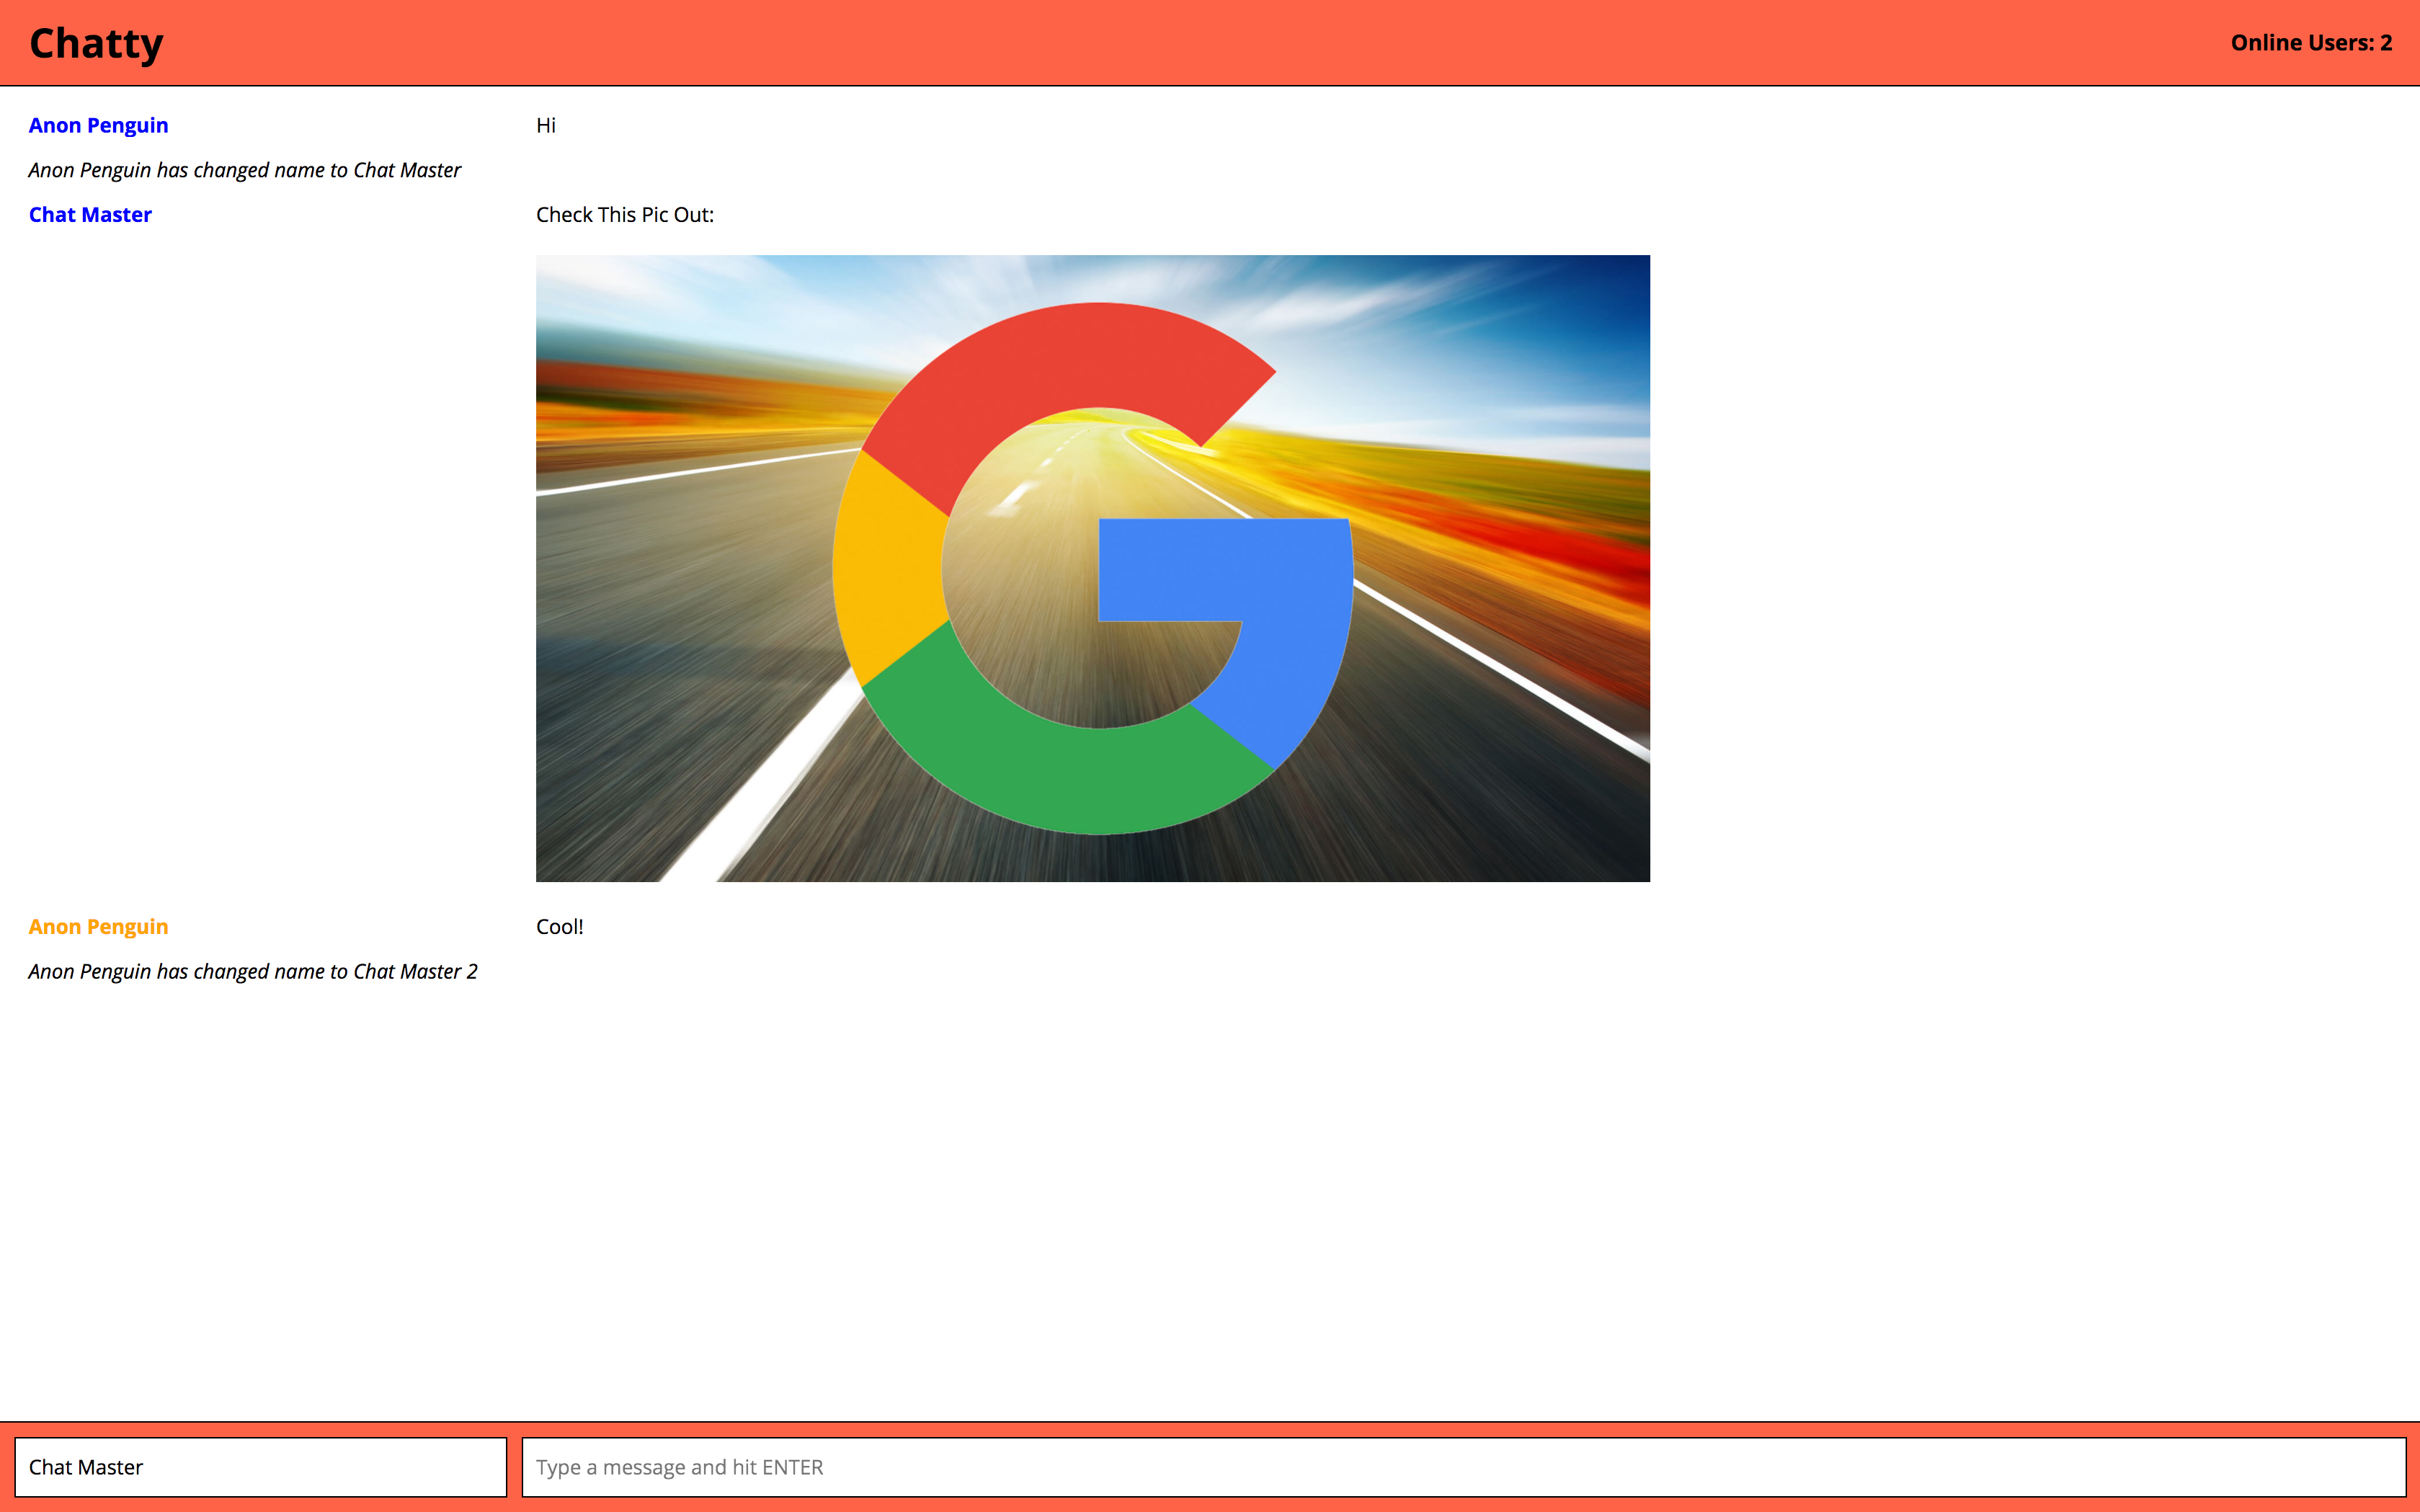 Chatty
Online Users: 2
Anon Penguin
Hi
Anon Penguin has changed name to Chat Master
Chat Master
Check This Pic Out:
G
Anon Penguin
Cool!
Anon Penguin has changed name to Chat Master 2
Chat Master
Type a message and hit ENTER